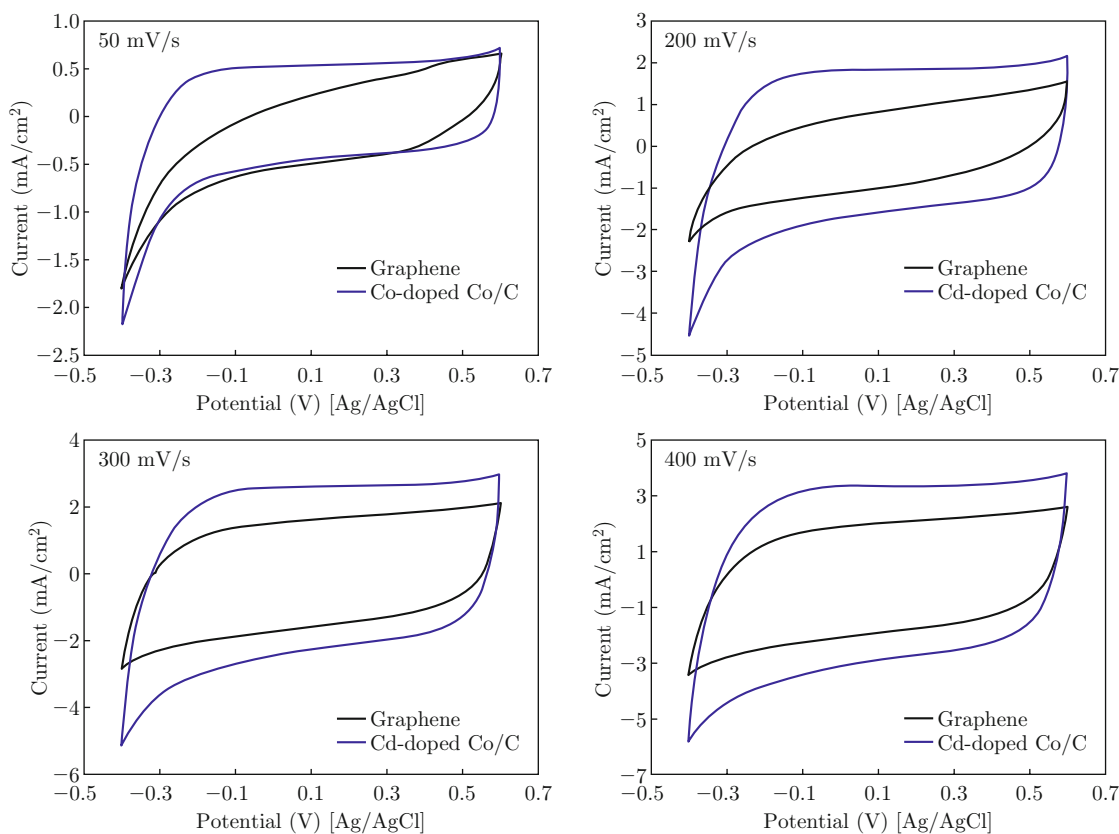 50 mV/s
1.0
0.5
0
−0.5
−1.0
−1.5
−2.0
−2.5
Current (mA/cm2)
Graphene
Co-doped Co/C
−0.5 −0.3 −0.1 0.1 0.3 0.5 0.7
Potential (V) [Ag/AgCl]
200 mV/s
3
2
1
0
−1
−2
−3
−4
−5
Current (mA/cm2)
Graphene
Cd-doped Co/C
−0.5 −0.3 −0.1 0.1 0.3 0.5 0.7
Potential (V) [Ag/AgCl]
300 mV/s
4
2
0
−2
−4
−6
Current (mA/cm2)
Graphene
Cd-doped Co/C
−0.5 −0.3 −0.1 0.1 0.3 0.5 0.7
Potential (V) [Ag/AgCl]
400 mV/s
5
3
1
−1
−3
−5
−7
Current (mA/cm2)
Graphene
Cd-doped Co/C
−0.5 −0.3 −0.1 0.1 0.3 0.5 0.7
Potential (V) [Ag/AgCl]